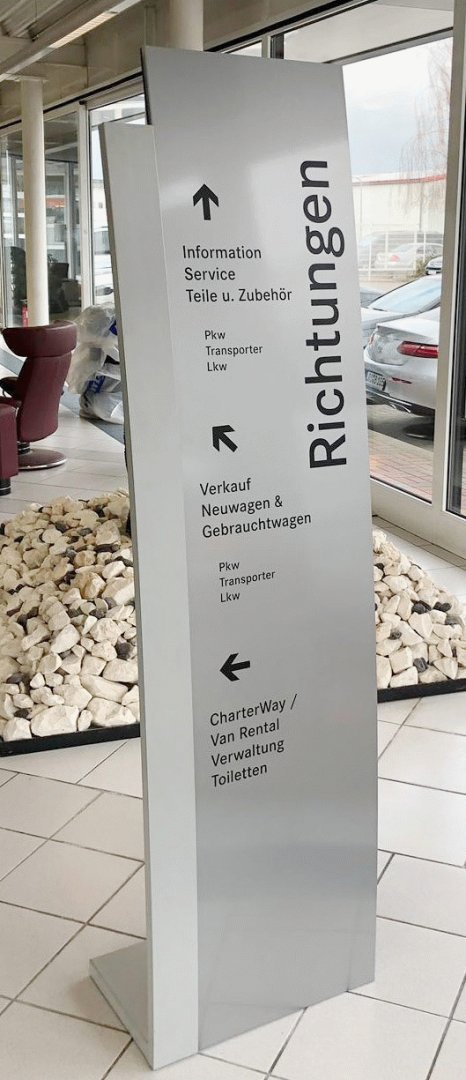 Richtungen
Information
Service
Teile u. Zubehör
Pkw
Transporter
Lkw
Verkauf
Neuwagen &
Gebrauchtwagen
Pkw
Transporter
Lkw
CharterWay /
Van Rental
Verwaltung
Toiletten